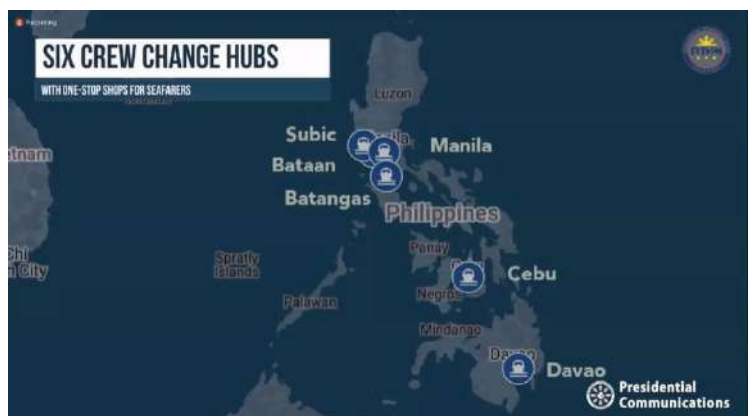 Recording
SIX CREW CHANGE HUBS
WITH ONE-STOP SHOPS FOR SEAFARERS
Luzon
Subic
Manila
Bataan
Batangas
Philippines
Spratly
Islands
Panay
Cebu
Negros
Palawan
Mindanao
Davao
Presidential
Communications